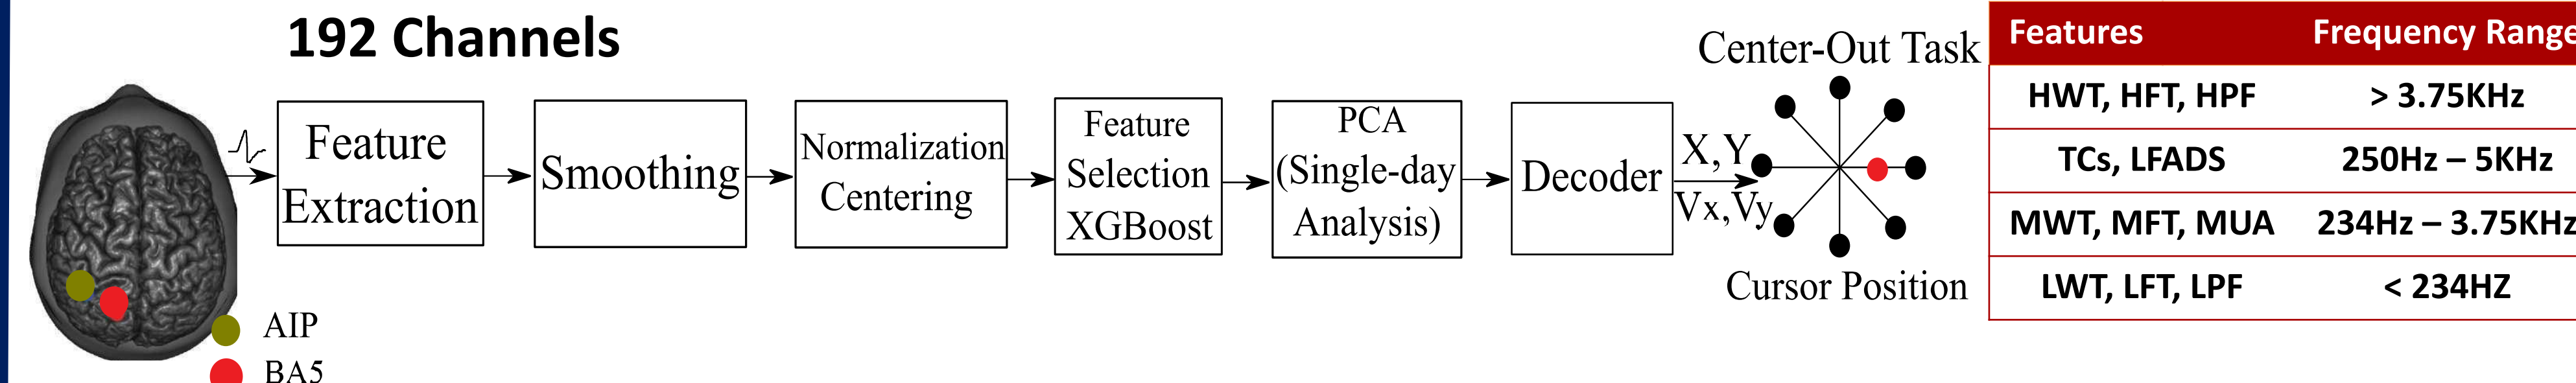 192 Channels
AIP
BA5
Feature
Extraction
Smoothing
Normalization
Centering
Feature
Selection
XGBoost
PCA
(Single-day
Analysis)
Decoder
X,Y
Vx,Vy
Center-Out Task
Cursor Position
Features Frequency Range
HWT, HFT, HPF > 3.75KHz
TCs, LFADS 250Hz – 5KHz
MWT, MFT, MUA 234Hz – 3.75KHz
LWT, LFT, LPF < 234HZ